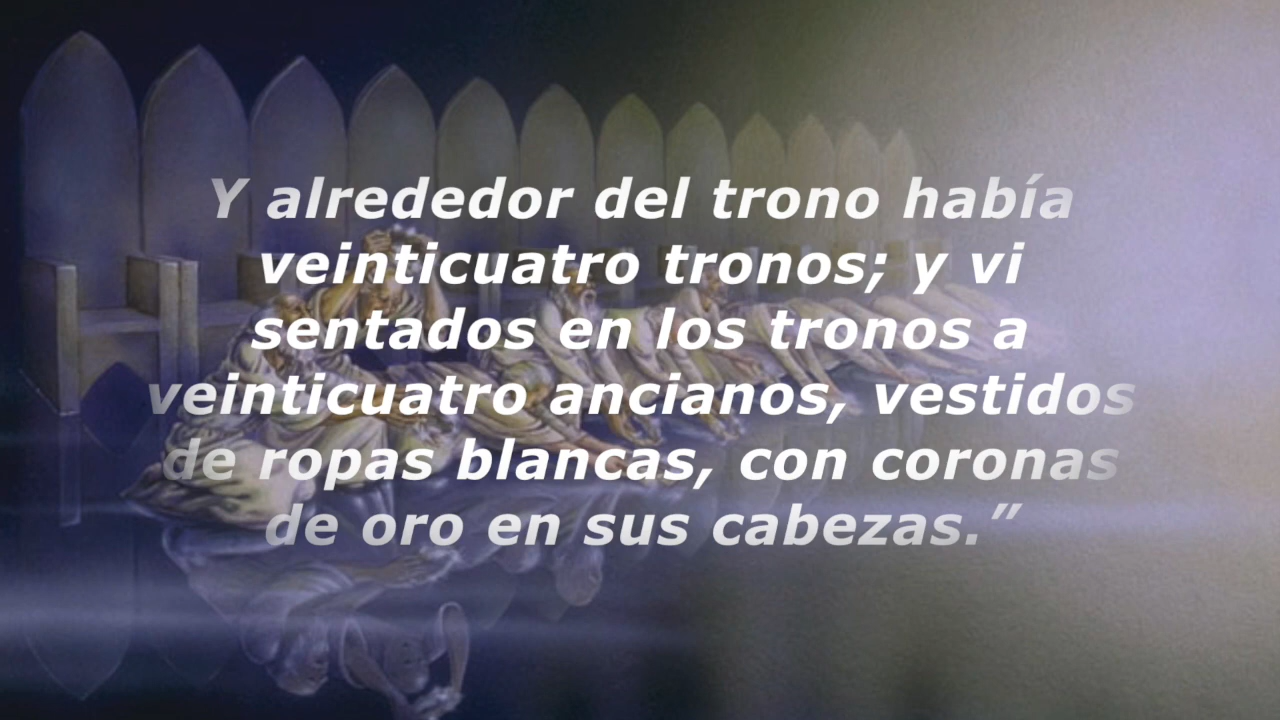 Y alrededor del trono había
veinticuatro tronos; y vi
sentados en los tronos a
veinticuatro ancianos, vestidos
de ropas blancas, con coronas
de oro en sus cabezas.”